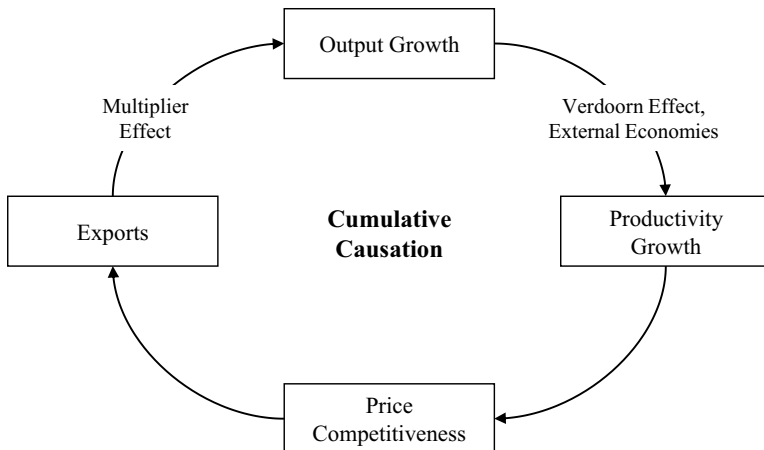 Output Growth
Multiplier
Effect
Verdoorn Effect,
External Economies
Exports
Cumulative
Causation
Productivity
Growth
Price
Competitiveness